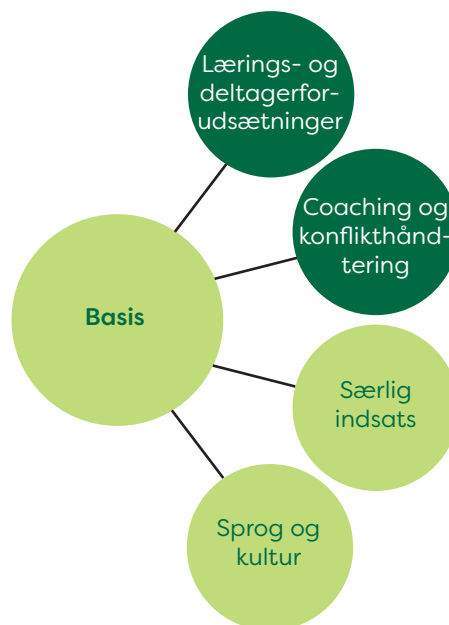 Lærings- og
deltagerfor-
udsætninger
Coaching og
konflikthånd-
tering
Basis
Særlig
indsats
Sprog og
kultur